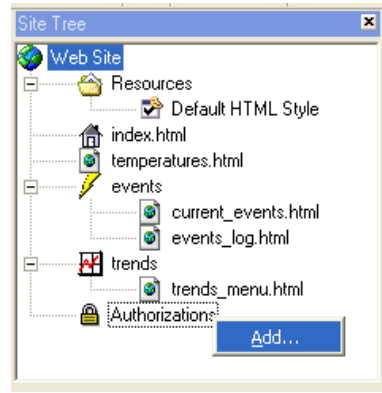 Site Tree
Web Site
Resources
Default HTML Style
index.html
temperatures.html
events
current_events.html
events_log.html
trends
trends_menu.html
Authorizations
Add...